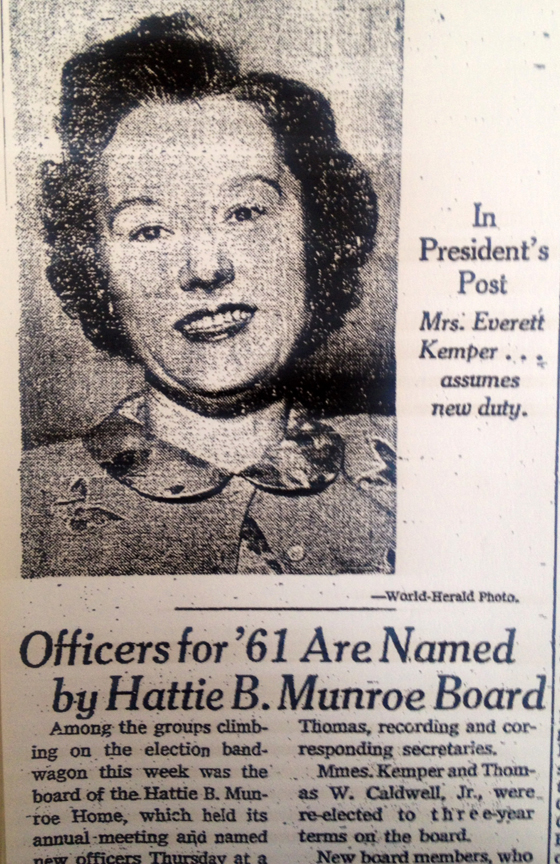 In
President's
Post
Mrs. Everett
Kemper . . .
assumes
new duty.
—World-Herald Photo.
Officers for '61 Are Named
by Hattie B. Munroe Board
Among the groups climb-
ing on the election band-
wagon this week was the
board of the Hattie B. Mun-
roe Home, which held its
annual meeting and named
new officers Thursday at a
Thomas, recording and cor-
responding secretaries.
Mmes. Kemper and Thom-
as W. Caldwell, Jr., were
re-elected to three-year
terms on the board.
New board members, who